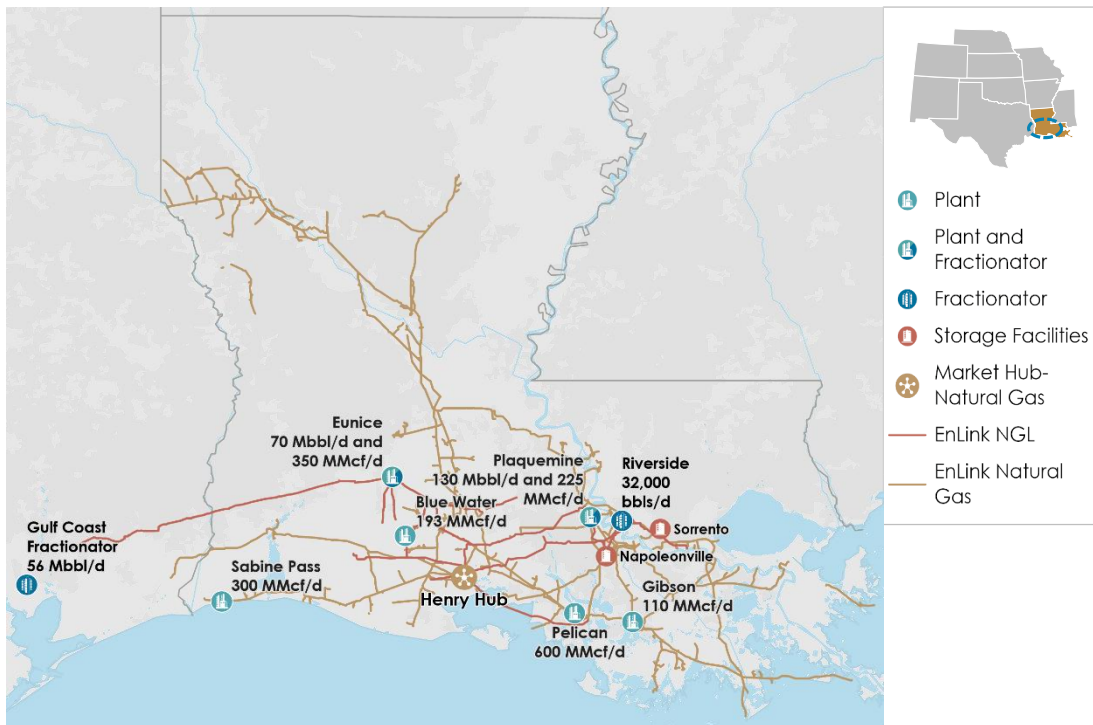 Eunice
70 Mbbl/d and
350 MMcf/d
Plaquemine
130 Mbbl/d and 225
MMcf/d
Riverside
32,000
bbls/d
Blue Water
193 MMcf/d
Gulf Coast
Fractionator
56 Mbbl/d
Sorrento
Napoleonville
Sabine Pass
300 MMcf/d
Henry Hub
Gibson
110 MMcf/d
Pelican
600 MMcf/d
Plant
Plant and
Fractionator
Fractionator
Storage Facilities
Market Hub-
Natural Gas
EnLink NGL
EnLink Natural
Gas